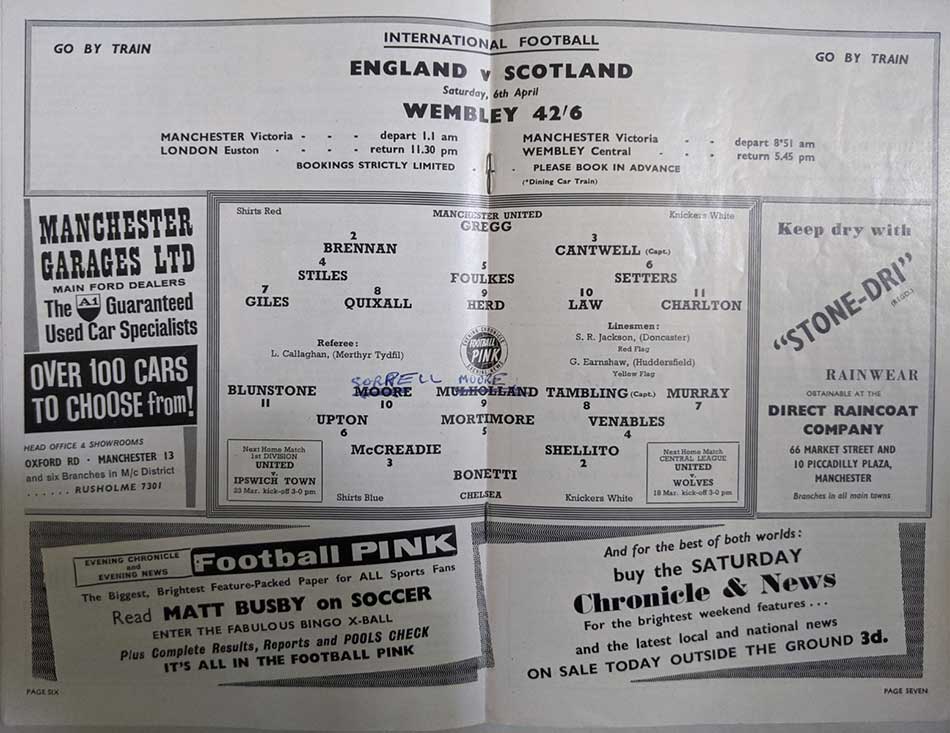 GO BY TRAIN
INTERNATIONAL FOOTBALL
GO BY TRAIN
ENGLAND v SCOTLAND
Saturday, 6th April
WEMBLEY 42/6
MANCHESTER Victoria - - - depart 1.1 am
LONDON Euston - - - - return 11.30 pm
BOOKINGS STRICTLY LIMITED
MANCHESTER Victoria - - depart 8*51 am
WEMBLEY Central - - - return 5.45 pm
PLEASE BOOK IN ADVANCE
(*Dining Car Train)
MANCHESTER
GARAGES LTD
MAIN FORD DEALERS
The A1 Guaranteed
Used Car Specialists
OVER 100 CARS
TO CHOOSE from!
HEAD OFFICE & SHOWROOMS
OXFORD RD · MANCHESTER 13
and six Branches in M/c District
. . . . . . RUSHOLME 7301
Shirts Red
MANCHESTER UNITED
Knickers White
GREGG
2 3
BRENNAN CANTWELL (Capt.)
4 5 6
STILES FOULKES SETTERS
7 8 9 10 11
GILES QUIXALL HERD LAW CHARLTON
Referee:
L. Callaghan, (Merthyr Tydfil)
EVENING CHRONICLE
FOOTBALL
PINK
EVENING NEWS
Linesmen:
S. R. Jackson, (Doncaster)
Red Flag
G. Earnshaw, (Huddersfield)
Yellow Flag
SORRELL MOORE
BLUNSTONE MOORE MULHOLLAND TAMBLING (Capt.) MURRAY
11 10 9 8 7
UPTON MORTIMORE VENABLES
6 5 4
McCREADIE SHELLITO
3 2
BONETTI
Next Home Match
1st DIVISION
UNITED
v.
IPSWICH TOWN
23 Mar. kick-off 3-0 pm
Shirts Blue
CHELSEA
Knickers White
Next Home Match
CENTRAL LEAGUE
UNITED
v.
WOLVES
18 Mar. kick-off 3-0 pm
Keep dry with
"STONE-DRI"
(REGD.)
RAINWEAR
OBTAINABLE AT THE
DIRECT RAINCOAT
COMPANY
66 MARKET STREET and
10 PICCADILLY PLAZA,
MANCHESTER
Branches in all main towns
EVENING CHRONICLE
and
EVENING NEWS
Football PINK
The Biggest, Brightest Feature-Packed Paper for ALL Sports Fans
Read MATT BUSBY on SOCCER
ENTER THE FABULOUS BINGO X-BALL
Plus Complete Results, Reports and POOLS CHECK
IT'S ALL IN THE FOOTBALL PINK
And for the best of both worlds:
buy the SATURDAY
Chronicle & News
For the brightest weekend features . . .
and the latest local and national news
ON SALE TODAY OUTSIDE THE GROUND 3d.
PAGE SIX
PAGE SEVEN